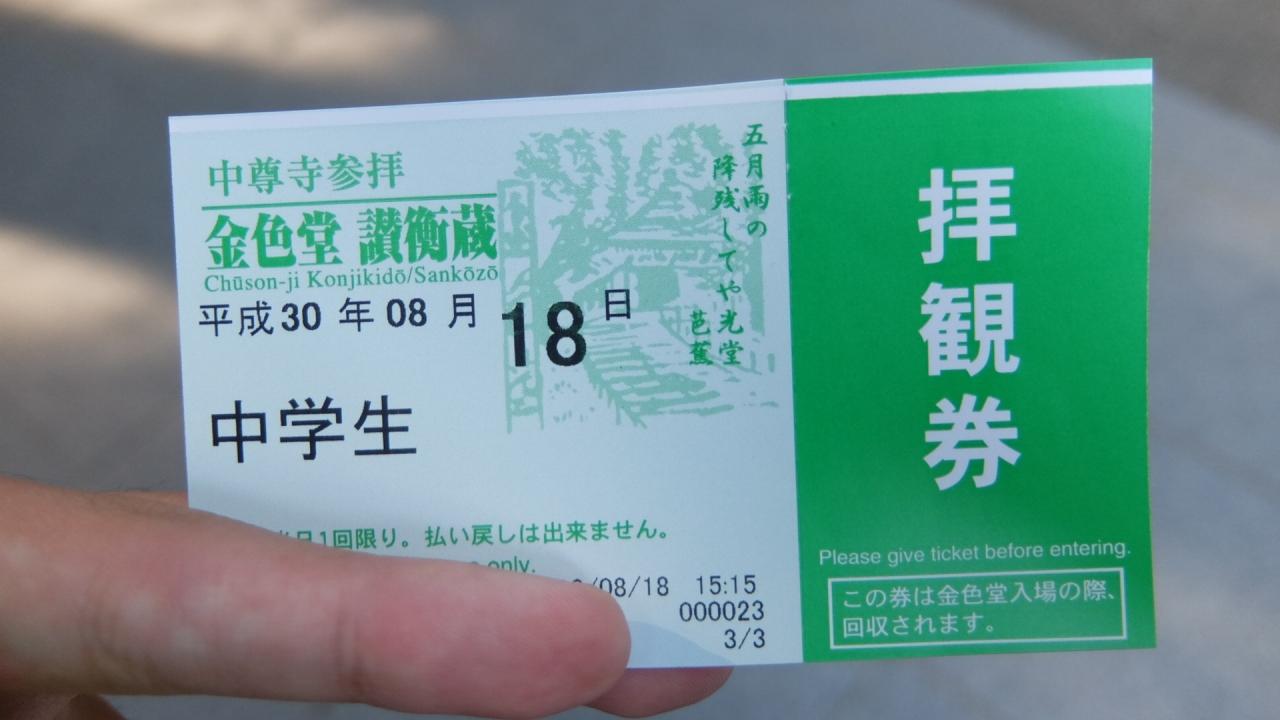 中尊寺参拝
金色堂 讃衡蔵
Chūson-ji Konjikidō/Sankōzō
平成30年08月18日
中学生
五月雨の
降残してや光堂
芭蕉
1回限り。払い戻しは出来ません。
only.
/08/18 15:15
000023
3/3
拝観券
Please give ticket before entering.
この券は金色堂入場の際、
回収されます。